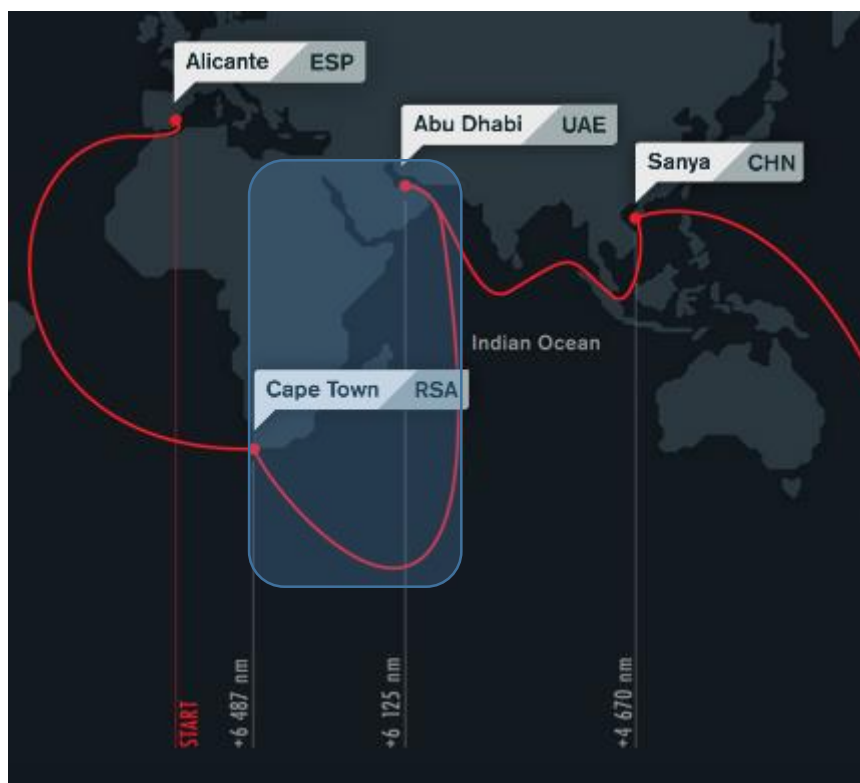 Alicante ESP
Abu Dhabi UAE
Sanya CHN
Indian Ocean
Cape Town RSA
START
+6 487 nm
+6 125 nm
+4 670 nm